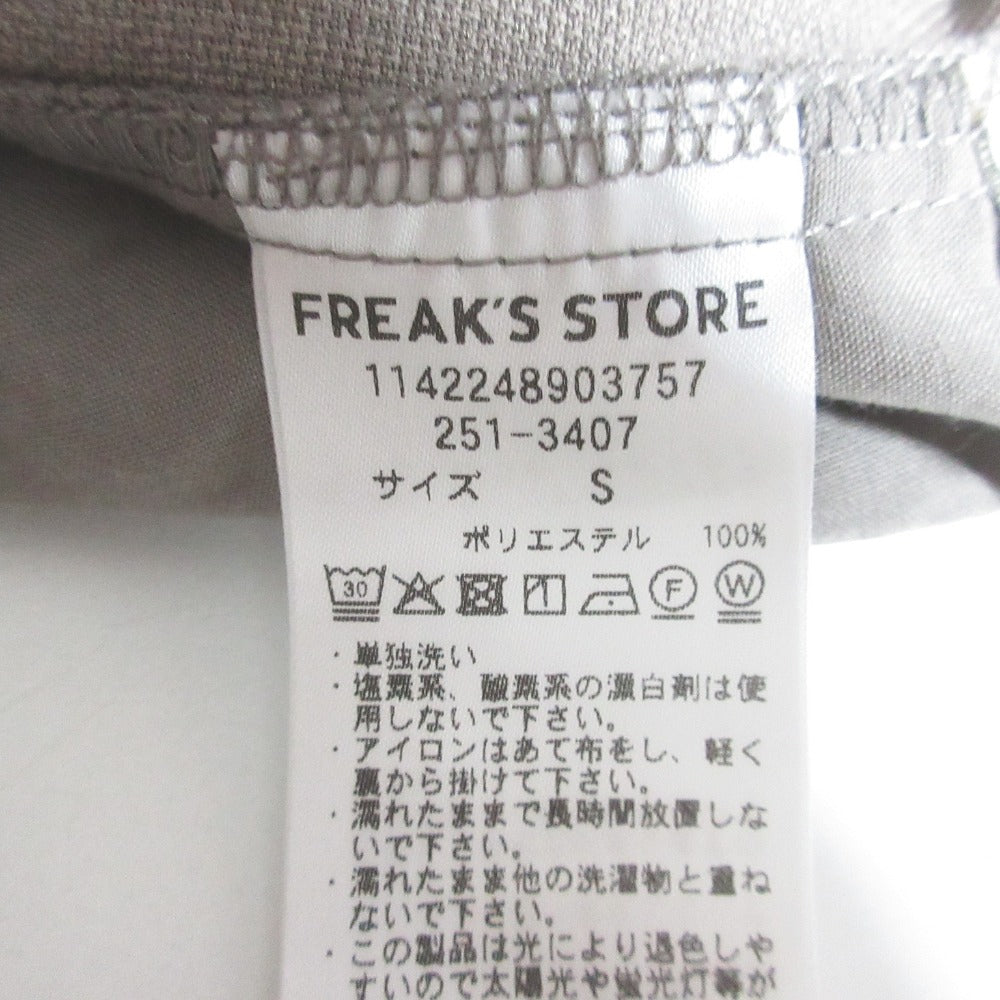 FREAK'S STORE
1142248903757
251-3407
サイズ S
ポリエステル 100%
30 1 F W
・単独洗い
・塩素系、酸素系の漂白剤は使
用しないで下さい。
・アイロンはあて布をし、軽く
裏から掛けて下さい。
・濡れたままで長時間放置しな
いで下さい。
・濡れたまま他の洗濯物と重ね
ないで下さい。
・この製品は光により退色しや
すいので太陽光や蛍光灯等が